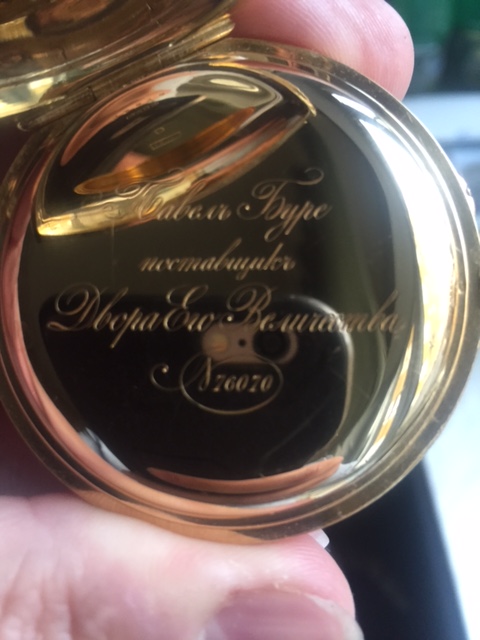 Павелъ Буре
поставщикъ
Двора Его Величества
№ 76070